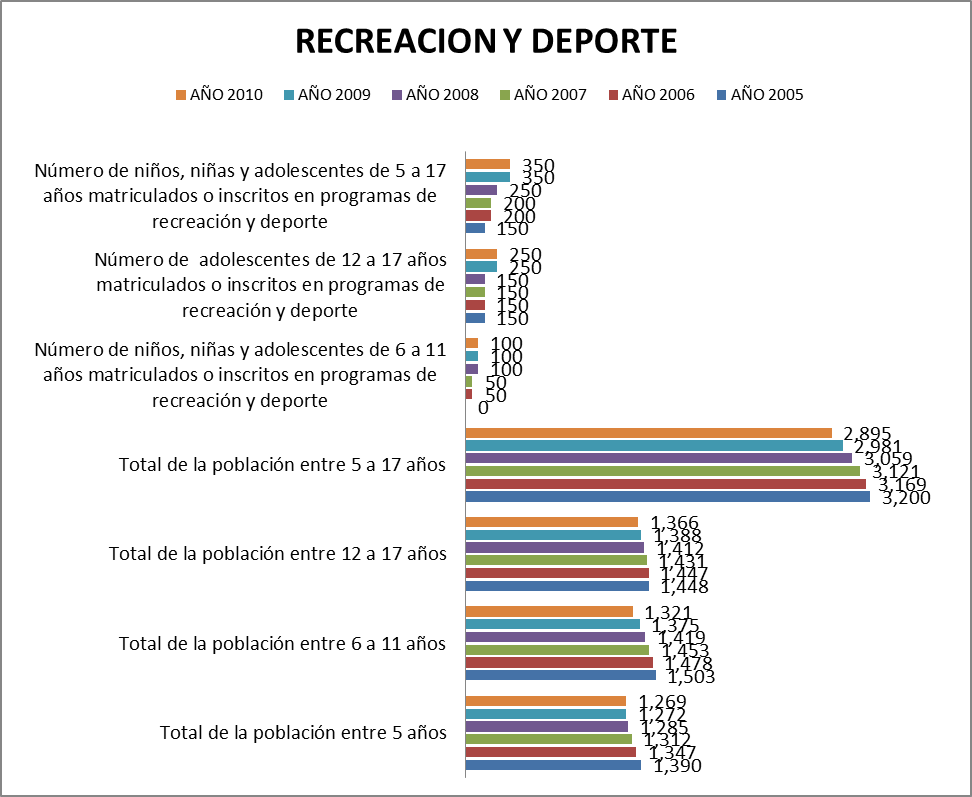 RECREACION Y DEPORTE
AÑO 2010 AÑO 2009 AÑO 2008 AÑO 2007 AÑO 2006 AÑO 2005
Número de niños, niñas y adolescentes de 5 a 17
años matriculados o inscritos en programas de
recreación y deporte
350
350
250
200
200
150
Número de  adolescentes de 12 a 17 años
matriculados o inscritos en programas de
recreación y deporte
250
250
150
150
150
150
Número de niños, niñas y adolescentes de 6 a 11
años matriculados o inscritos en programas de
recreación y deporte
100
100
100
50
50
0
Total de la población entre 5 a 17 años
2,895
2,981
3,059
3,121
3,169
3,200
Total de la población entre 12 a 17 años
1,366
1,388
1,412
1,431
1,447
1,448
Total de la población entre 6 a 11 años
1,321
1,375
1,419
1,453
1,478
1,503
Total de la población entre 5 años
1,269
1,272
1,285
1,312
1,347
1,390